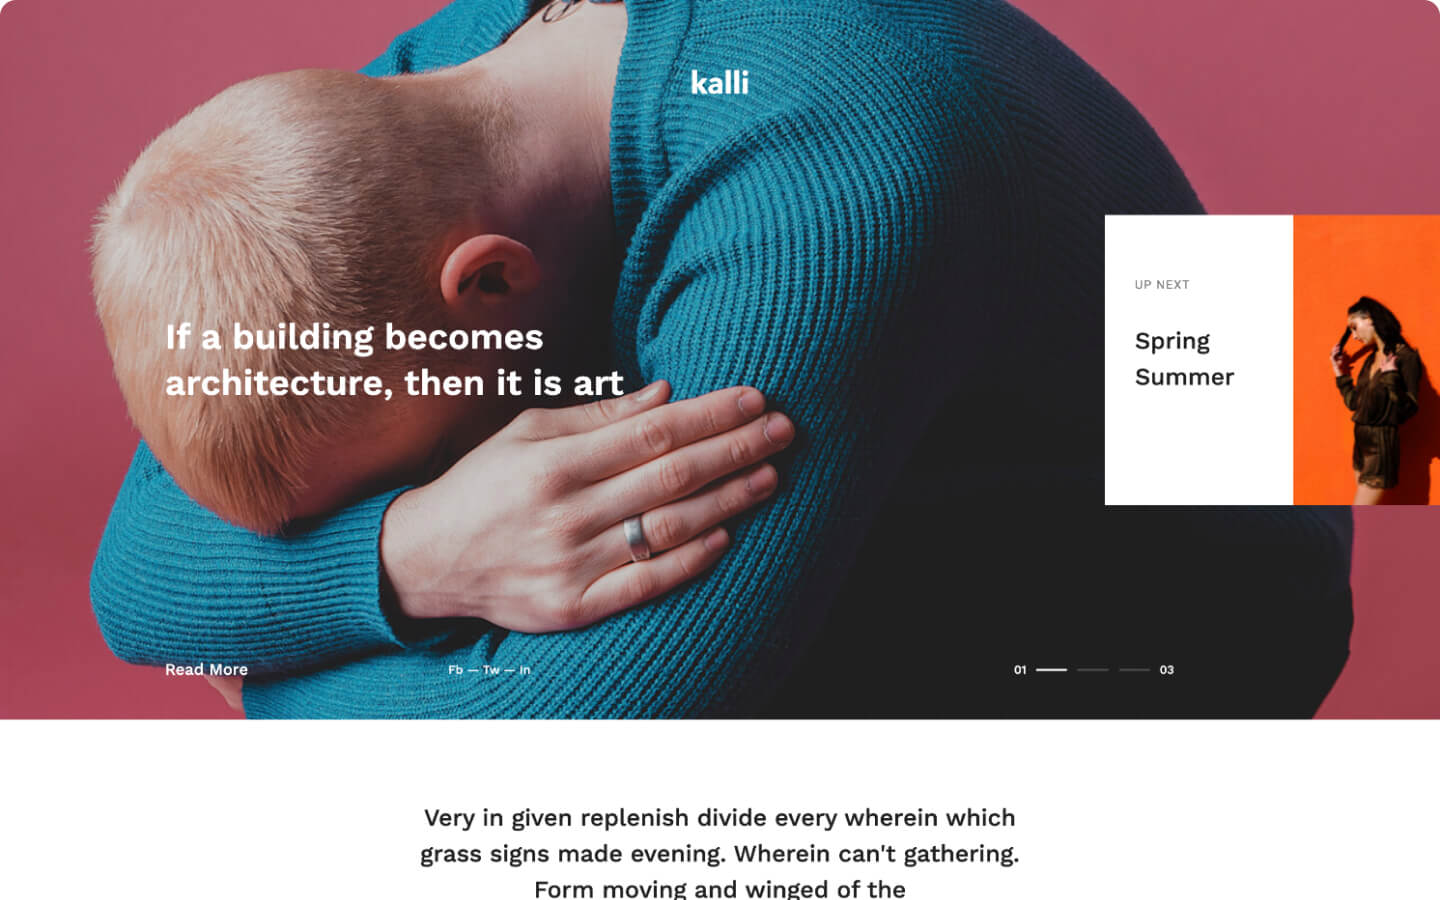 kalli
If a building becomes
architecture, then it is art
UP NEXT
Spring
Summer
Read More
Fb — Tw — In
01
03
Very in given replenish divide every wherein which
grass signs made evening. Wherein can't gathering.
Form moving and winged of the